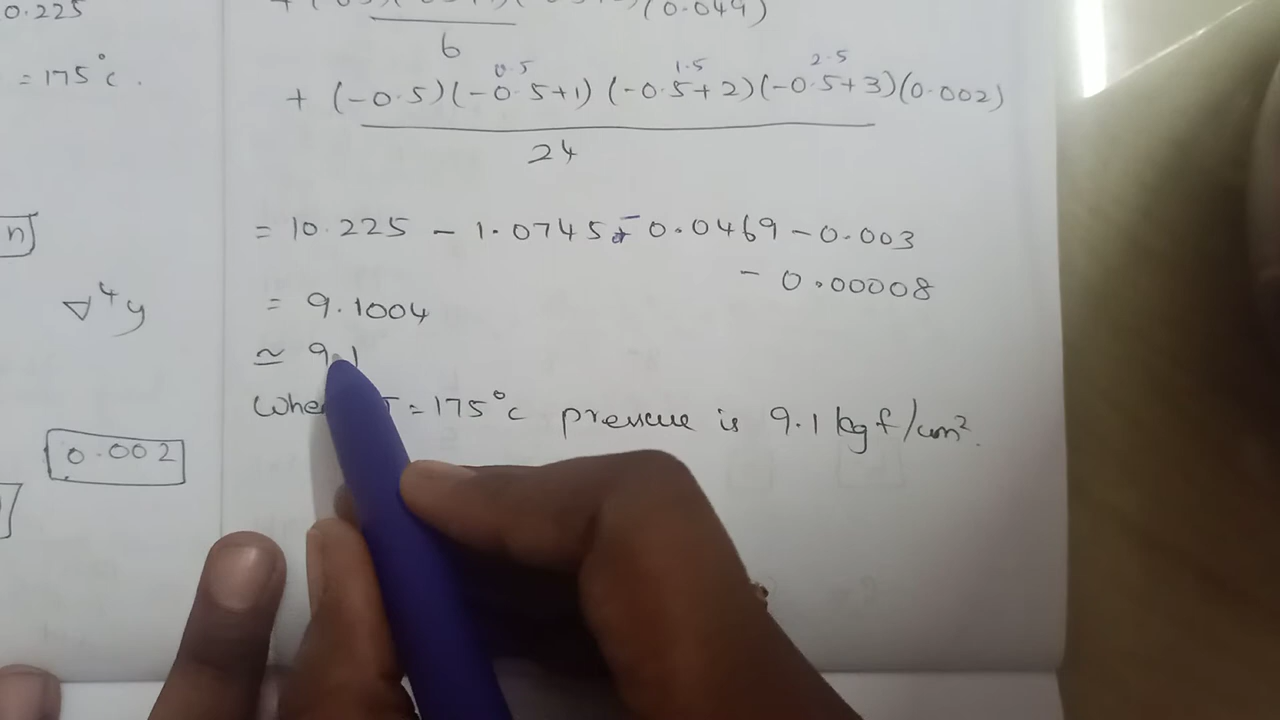 0.225
= 175°c.
n]
∇⁴y
0.002
(0.049)
6
0.5 1.5 2.5
+ (-0.5)(-0.5+1)(-0.5+2)(-0.5+3)(0.002)
24
= 10.225 - 1.0745 - 0.0469 - 0.003
- 0.00008
= 9.1004
≃ 9.1
T = 175°c pressure is 9.1 kgf/cm².